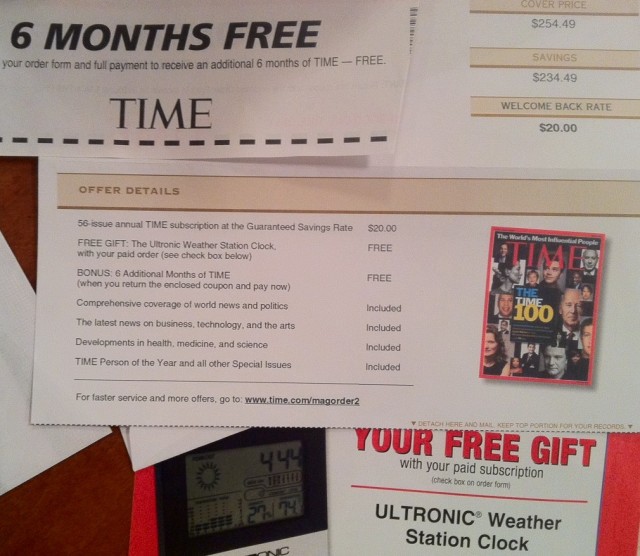 6 MONTHS FREE
your order form and full payment to receive an additional 6 months of TIME — FREE.
TIME
COVER PRICE
$254.49
SAVINGS
$234.49
WELCOME BACK RATE
$20.00
OFFER DETAILS
56-issue annual TIME subscription at the Guaranteed Savings Rate $20.00
FREE GIFT: The Ultronic Weather Station Clock, FREE
with your paid order (see check box below)
BONUS: 6 Additional Months of TIME FREE
(when you return the enclosed coupon and pay now)
Comprehensive coverage of world news and politics Included
The latest news on business, technology, and the arts Included
Developments in health, medicine, and science Included
TIME Person of the Year and all other Special Issues Included
For faster service and more offers, go to: www.time.com/magorder2
The World's Most Influential People
TIME
THE
TIME
100
▼ DETACH HERE AND MAIL. KEEP TOP PORTION FOR YOUR RECORDS. ▼
YOUR FREE GIFT
with your paid subscription
(check box on order form)
ULTRONIC® Weather
Station Clock
4:44
74
ONIC